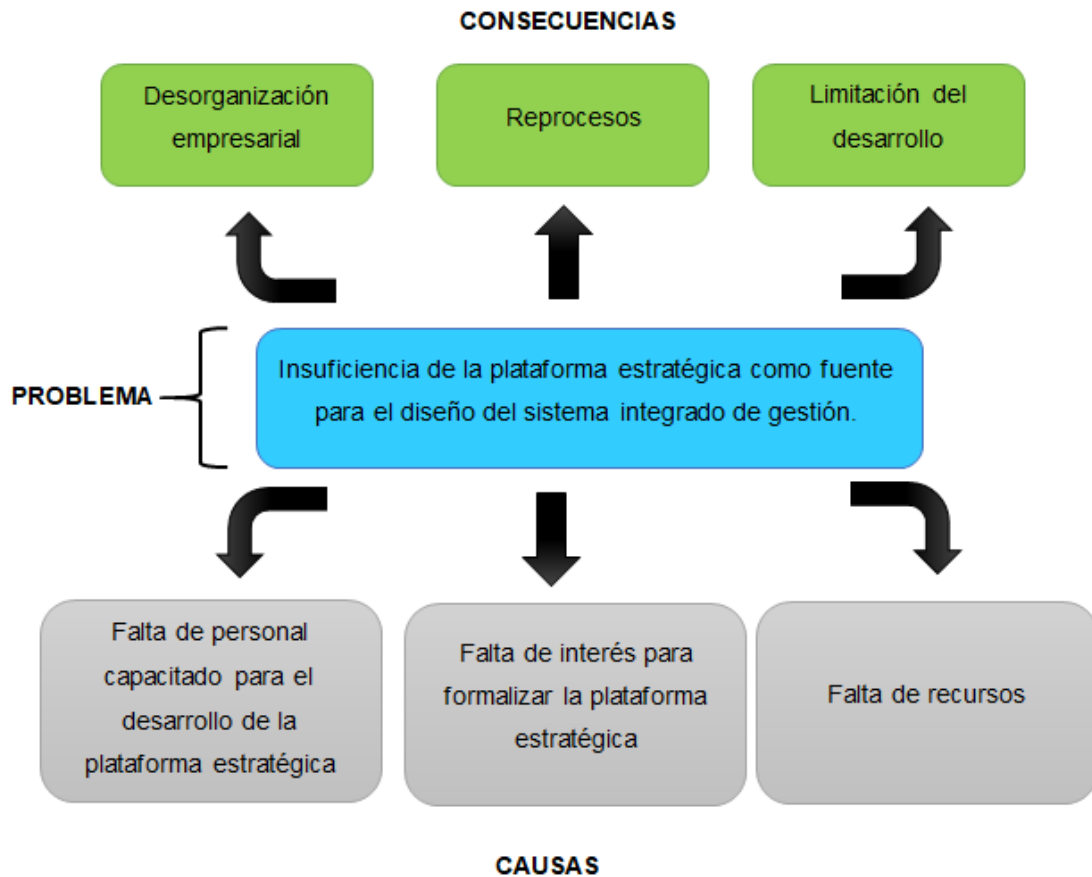 CONSECUENCIAS
Desorganización
empresarial
Reprocesos
Limitación del
desarrollo
PROBLEMA
Insuficiencia de la plataforma estratégica como fuente
para el diseño del sistema integrado de gestión.
Falta de personal
capacitado para el
desarrollo de la
plataforma estratégica
Falta de interés para
formalizar la plataforma
estratégica
Falta de recursos
CAUSAS